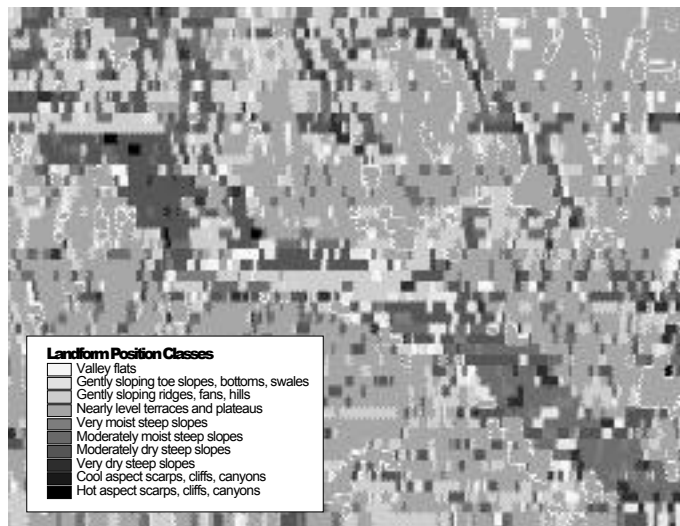 Landform Position Classes
Valley flats
Gently sloping toe slopes, bottoms, swales
Gently sloping ridges, fans, hills
Nearly level terraces and plateaus
Very moist steep slopes
Moderately moist steep slopes
Moderately dry steep slopes
Very dry steep slopes
Cool aspect scarps, cliffs, canyons
Hot aspect scarps, cliffs, canyons